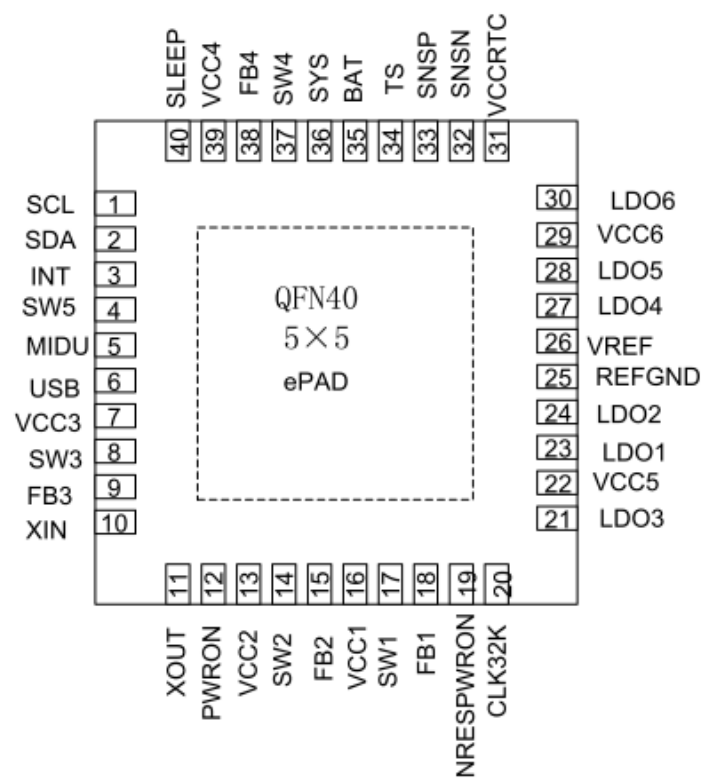 SLEEP
VCC4
FB4
SW4
SYS
BAT
TS
SNSP
SNSN
VCCRTC
40
39
38
37
36
35
34
33
32
31
SCL 1
SDA 2
INT 3
SW5 4
MIDU 5
USB 6
VCC3 7
SW3 8
FB3 9
XIN 10
QFN40
5×5
ePAD
30 LDO6
29 VCC6
28 LDO5
27 LDO4
26 VREF
25 REFGND
24 LDO2
23 LDO1
22 VCC5
21 LDO3
11
12
13
14
15
16
17
18
19
20
XOUT
PWRON
VCC2
SW2
FB2
VCC1
SW1
FB1
NRESPWRON
CLK32K